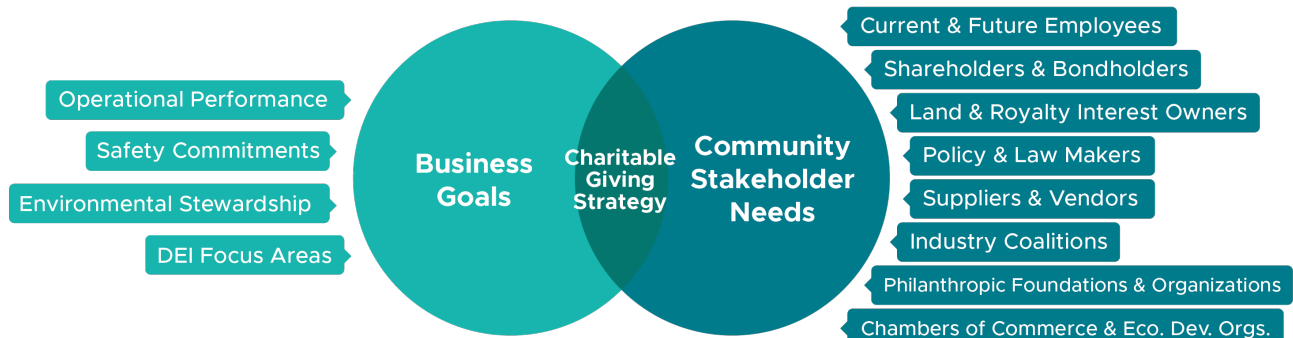 Operational Performance
Safety Commitments
Environmental Stewardship
DEI Focus Areas
Business
Goals
Charitable
Giving
Strategy
Community
Stakeholder
Needs
Current & Future Employees
Shareholders & Bondholders
Land & Royalty Interest Owners
Policy & Law Makers
Suppliers & Vendors
Industry Coalitions
Philanthropic Foundations & Organizations
Chambers of Commerce & Eco. Dev. Orgs.